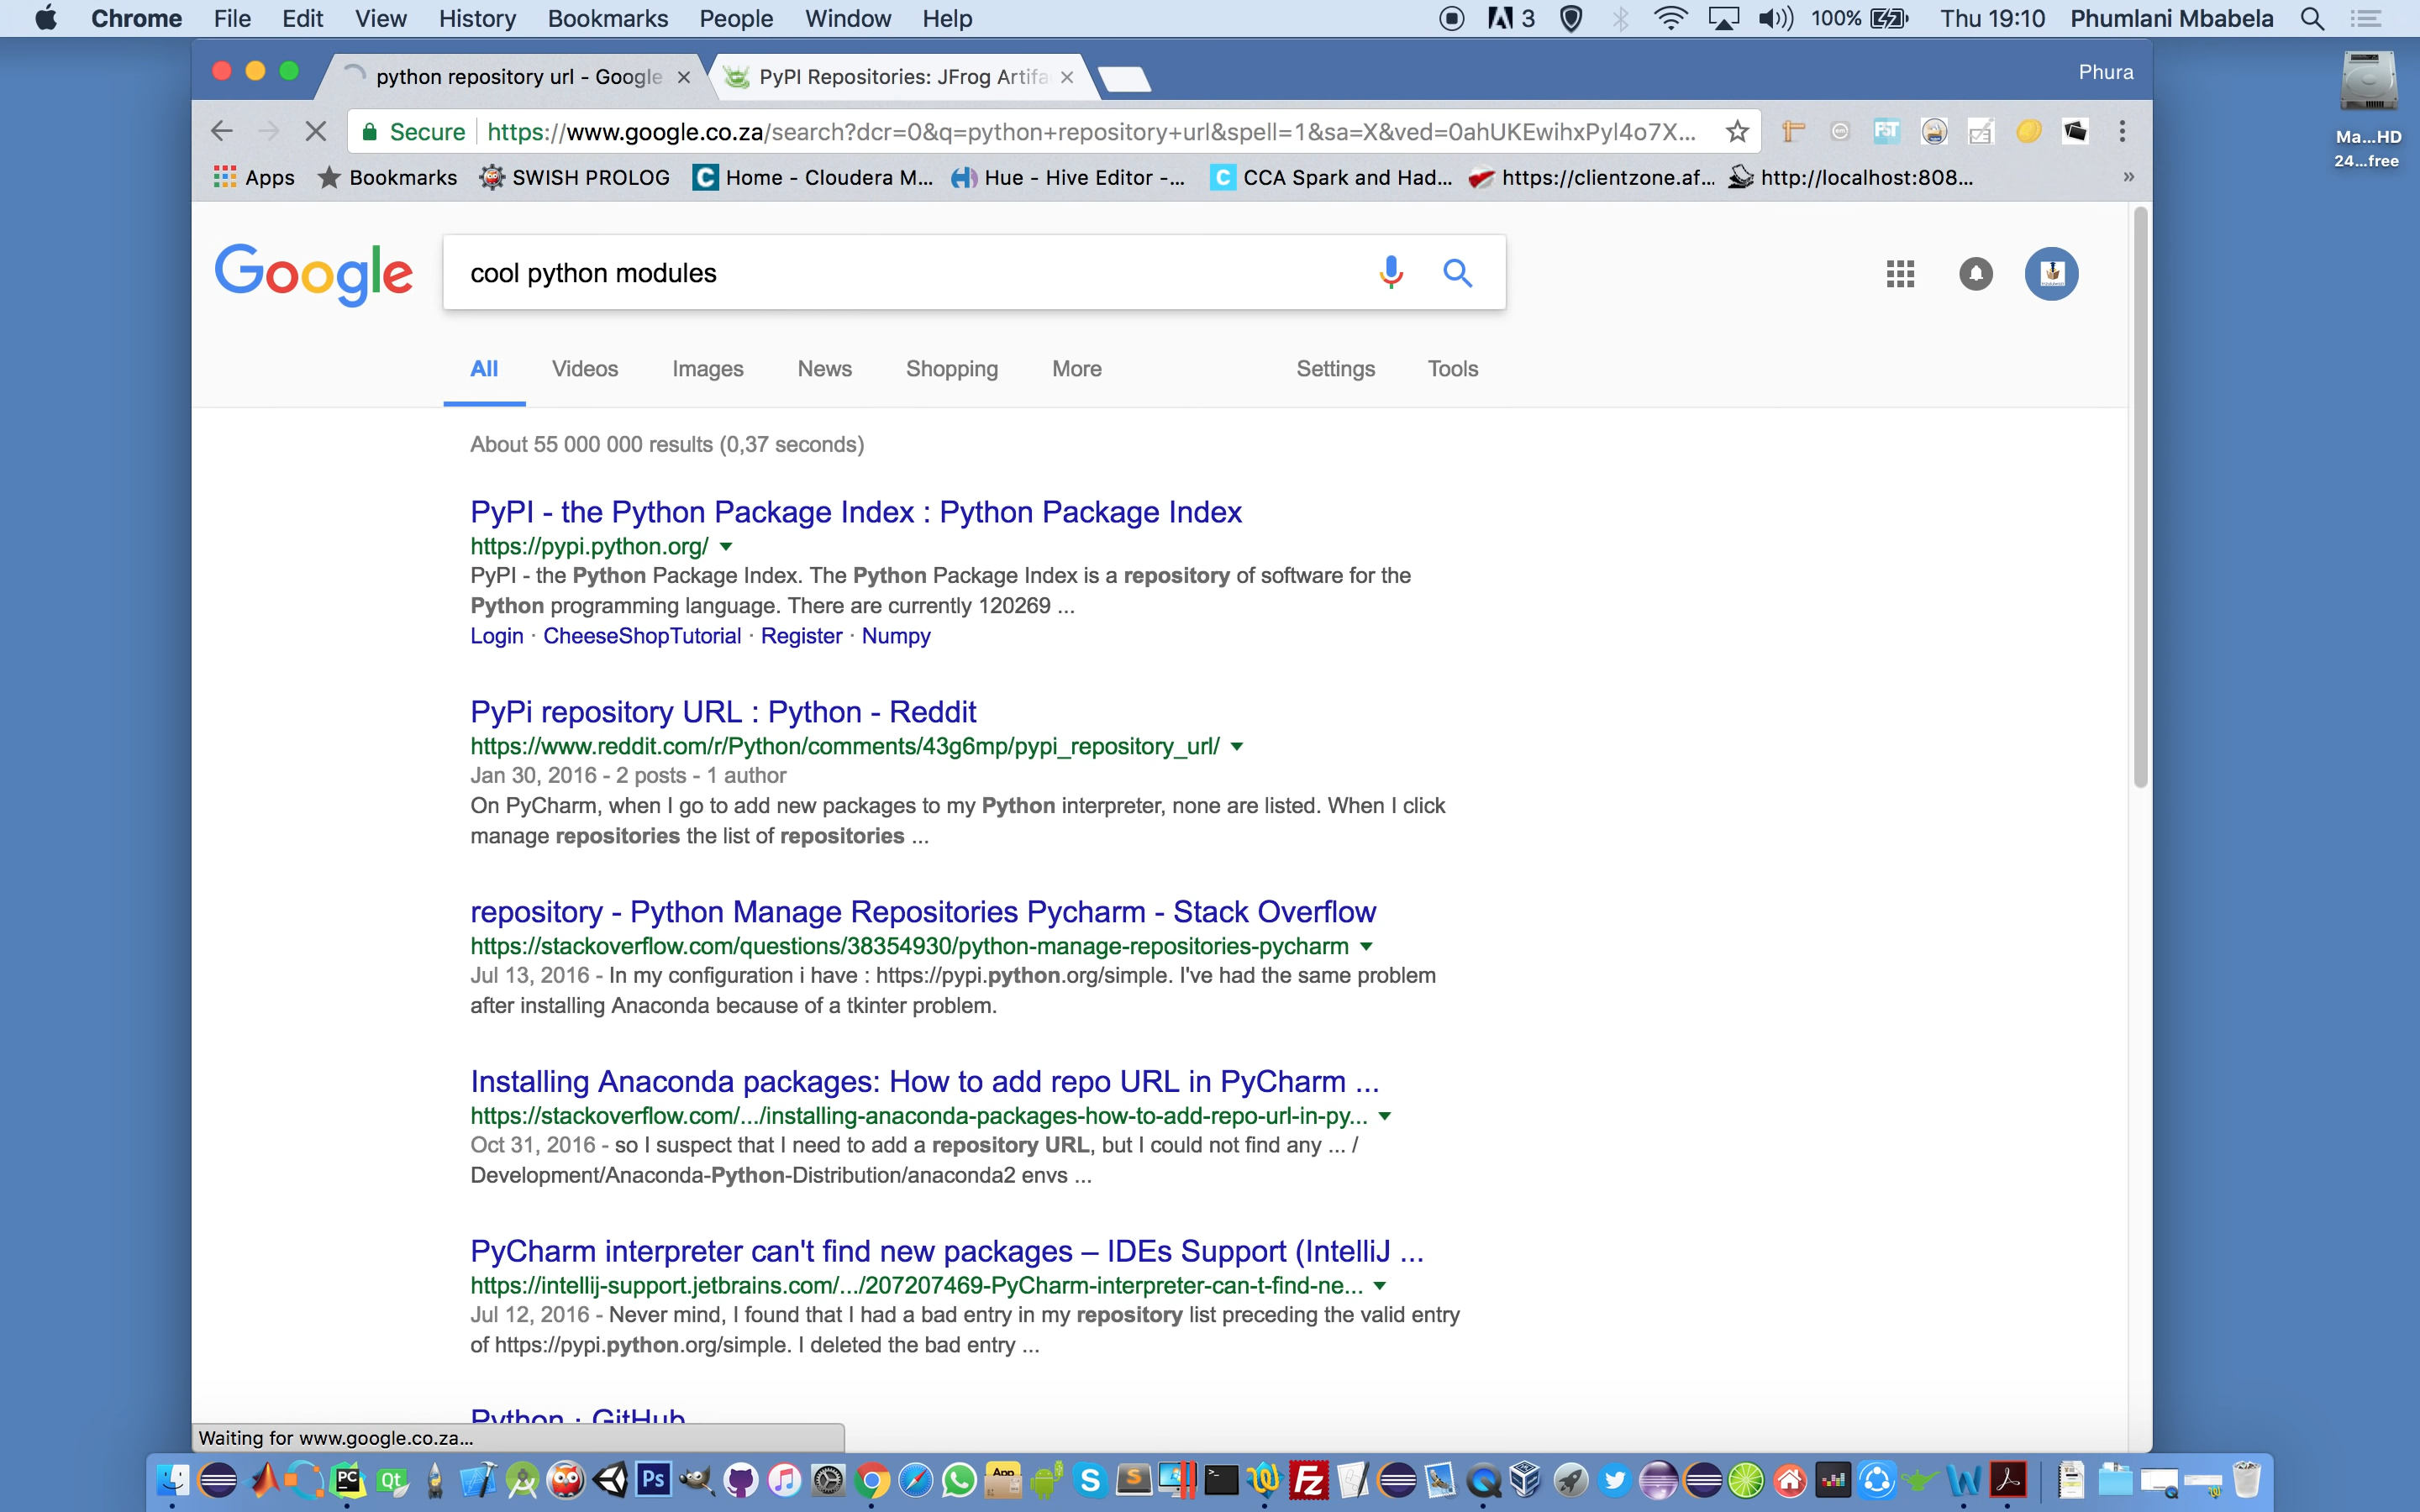 Chrome File Edit View History Bookmarks People Window Help 3 100% Thu 19:10 Phumlani Mbabela
python repository url - Google PyPI Repositories: JFrog Artifa Phura
Secure https://www.google.co.za/search?dcr=0&q=python+repository+url&spell=1&sa=X&ved=0ahUKEwihxPyl4o7X...
Apps Bookmarks SWISH PROLOG Home - Cloudera M... Hue - Hive Editor -... CCA Spark and Had... https://clientzone.af... http://localhost:808... »
Ma...HD
24...free
Google cool python modules
All Videos Images News Shopping More Settings Tools
About 55 000 000 results (0,37 seconds)
PyPI - the Python Package Index : Python Package Index
https://pypi.python.org/
PyPI - the Python Package Index. The Python Package Index is a repository of software for the
Python programming language. There are currently 120269 ...
Login · CheeseShopTutorial · Register · Numpy
PyPi repository URL : Python - Reddit
https://www.reddit.com/r/Python/comments/43g6mp/pypi_repository_url/
Jan 30, 2016 - 2 posts - 1 author
On PyCharm, when I go to add new packages to my Python interpreter, none are listed. When I click
manage repositories the list of repositories ...
repository - Python Manage Repositories Pycharm - Stack Overflow
https://stackoverflow.com/questions/38354930/python-manage-repositories-pycharm
Jul 13, 2016 - In my configuration i have : https://pypi.python.org/simple. I've had the same problem
after installing Anaconda because of a tkinter problem.
Installing Anaconda packages: How to add repo URL in PyCharm ...
https://stackoverflow.com/.../installing-anaconda-packages-how-to-add-repo-url-in-py...
Oct 31, 2016 - so I suspect that I need to add a repository URL, but I could not find any ... /
Development/Anaconda-Python-Distribution/anaconda2 envs ...
PyCharm interpreter can't find new packages – IDEs Support (IntelliJ ...
https://intellij-support.jetbrains.com/.../207207469-PyCharm-interpreter-can-t-find-ne...
Jul 12, 2016 - Never mind, I found that I had a bad entry in my repository list preceding the valid entry
of https://pypi.python.org/simple. I deleted the bad entry ...
Python · GitHub
Waiting for www.google.co.za...
PC Qt Ps App S S Fz W